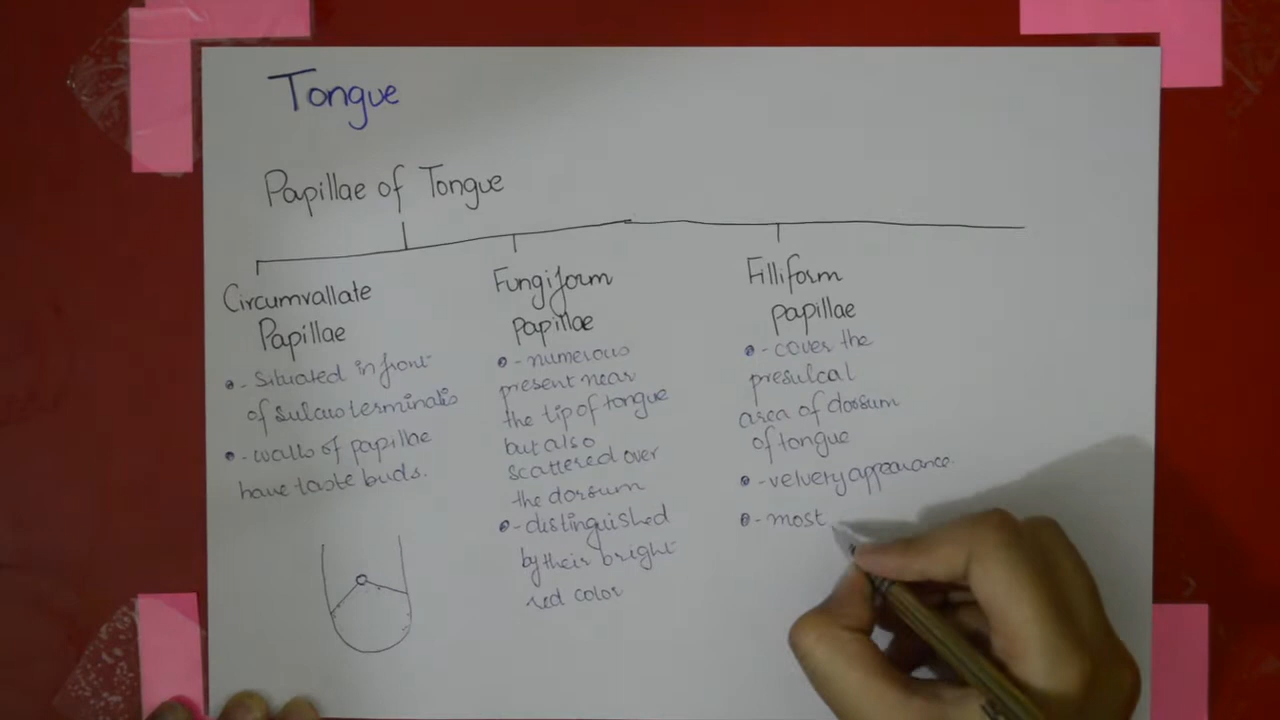 Tongue
Papillae of Tongue
Circumvallate
Papillae
- Situated in front
of sulcus terminalis
- walls of papillae
have taste buds.
Fungiform
papillae
- numerous
present near
the tip of tongue
but also
scattered over
the dorsum
- distinguished
by their bright
red color
Filliform
papillae
- covers the
presulcal
area of dorsum
of tongue
- velvery appearance.
- most